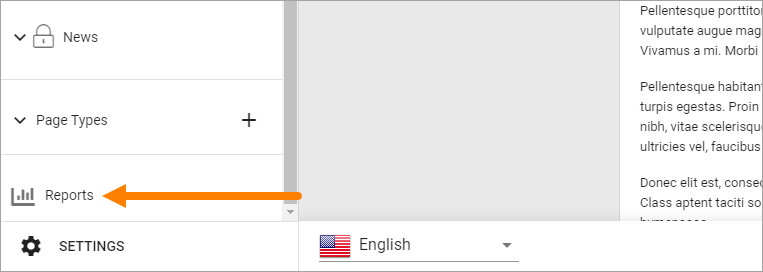 News
Page Types
Reports
SETTINGS
English
Pellentesque porttito
vulputate augue mag
Vivamus a mi. Morbi
Pellentesque habitan
turpis egestas. Proin
nibh, vitae scelerisqu
ultricies vel, faucibus
Donec elit est, consec
Class aptent taciti so